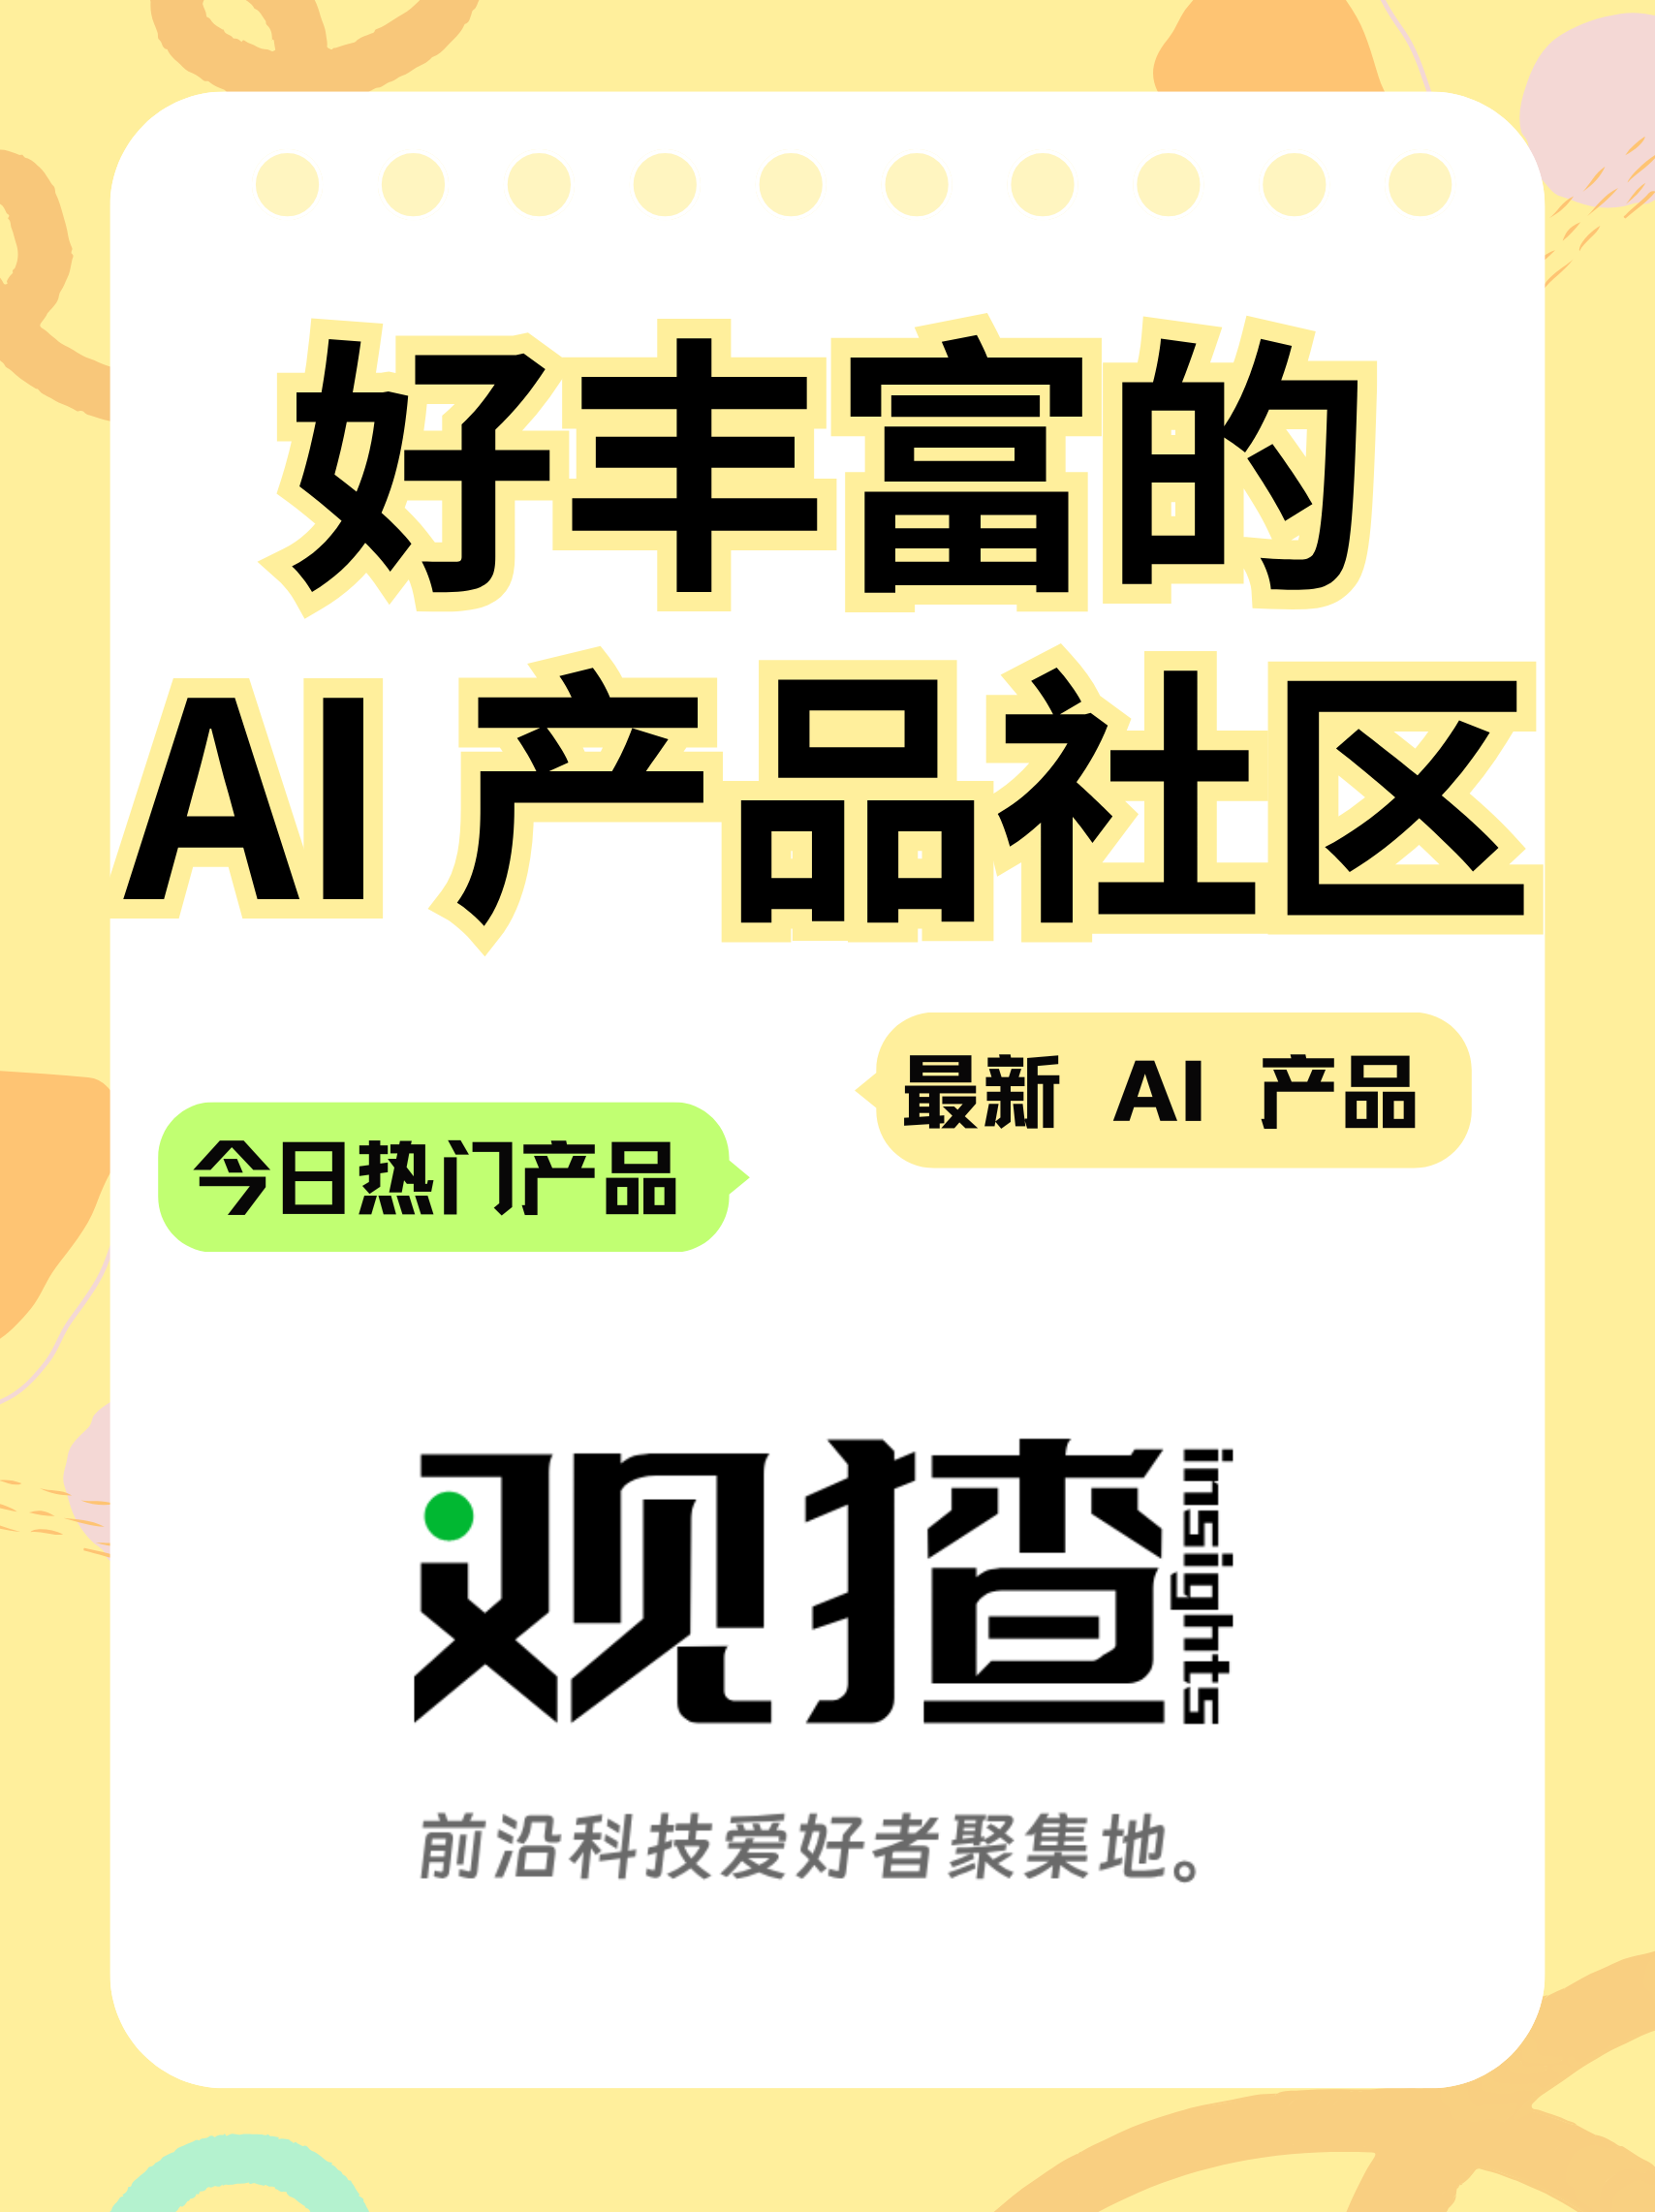 好丰富的
AI 产品社区
最新 AI 产品
今日热门产品
观猹
insights
前沿科技爱好者聚集地。